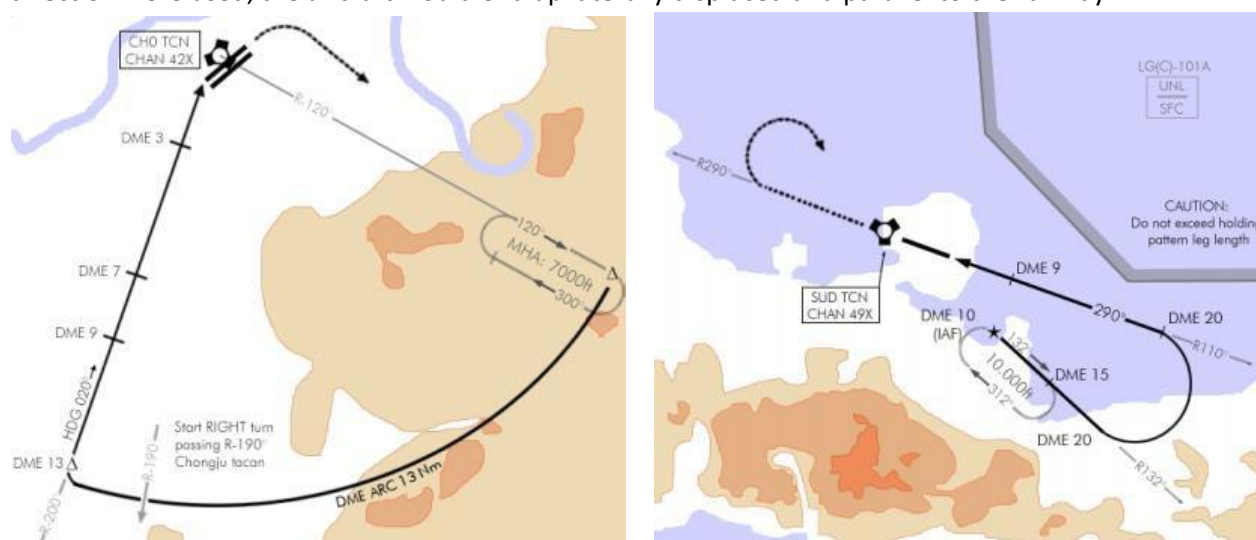 CH0 TCN
CHAN 42X
R-120°
DME 3
120°
MHA: 7000ft
300°
DME 7
DME 9
HDG 020°
Start RIGHT turn
passing R-190°
Chongju tacan
R-190
DME 13
DME ARC 13 Nm
R-200
LG(C)-101A
UNL
SFC
R290°
CAUTION:
Do not exceed holding
pattern leg length
DME 9
SUD TCN
CHAN 49X
290°
DME 20
R110°
DME 10
(IAF)
132°
10.000ft
312°
DME 15
DME 20
R132°